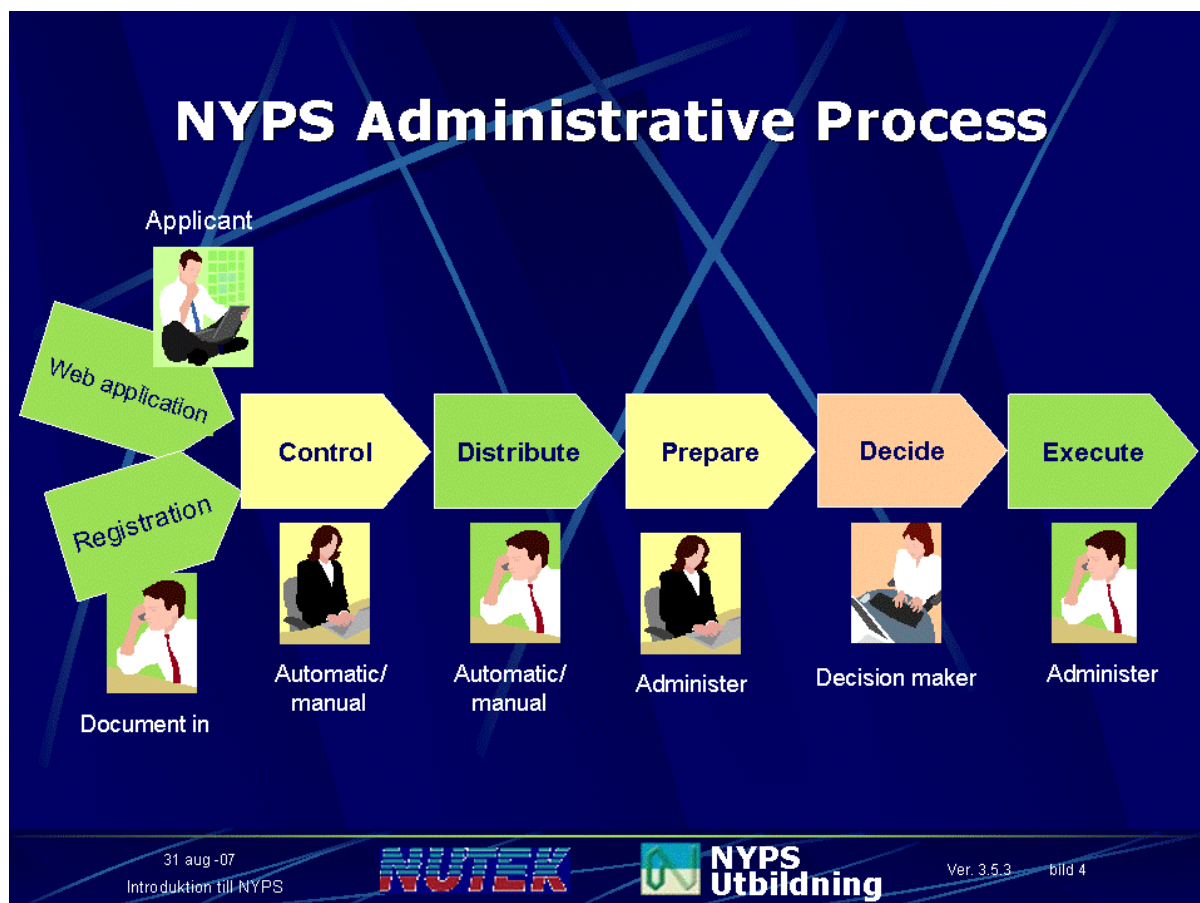 NYPS Administrative Process
Applicant
Web application
Registration
Document in
Control
Automatic/
manual
Distribute
Automatic/
manual
Prepare
Administer
Decide
Decision maker
Execute
Administer
31 aug -07
Introduktion till NYPS
NUTEK
NYPS
Utbildning
Ver. 3.5.3
bild 4